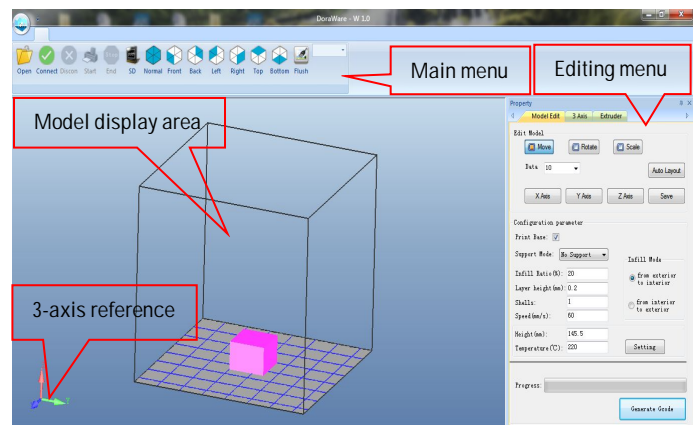 DoraWare - W 1.0
Open Connect Discon Start End SD Normal Front Back Left Right Top Bottom Flush
Main menu
Editing menu
Model display area
3-axis reference
Property
Model Edit 3 Axis Extruder
Edit Model
Move Rotate Scale
Data 10
Auto Layout
X Axis Y Axis Z Axis Save
Configuration parameter
Print Base:
Support Mode: No Support
Infill Mode
Infill Ratio(%): 20
from exterior
to interior
Layer height(mm): 0.2
Shells: 1
from interior
to exterior
Speed(mm/s): 60
Height(mm): 145.5
Temperature(℃): 220
Setting
Progress:
Generate Gcode